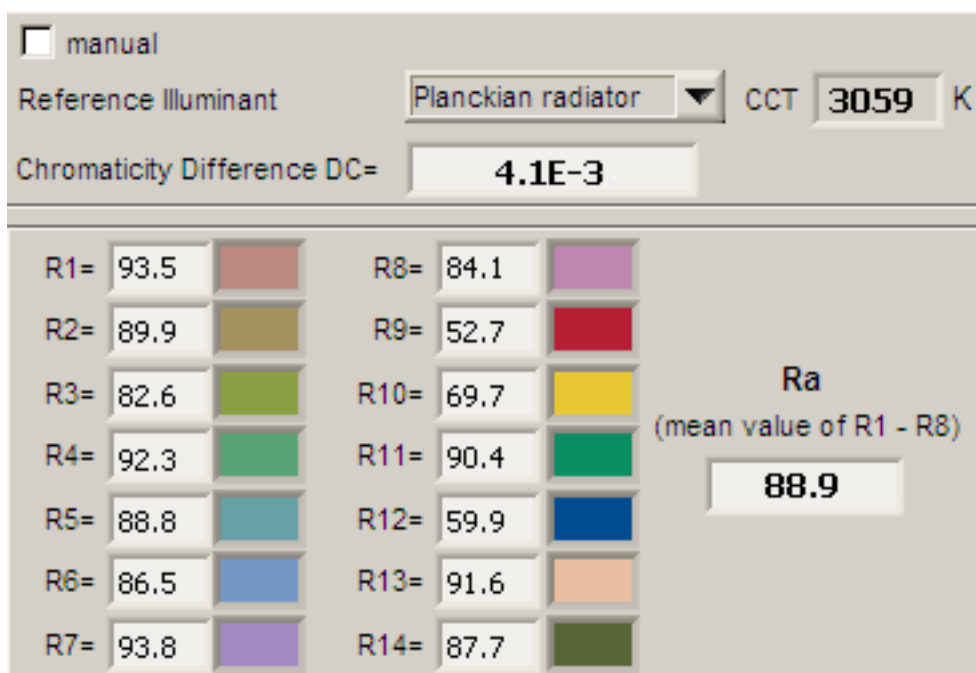 manual
Reference Illuminant Planckian radiator CCT 3059 K
Chromaticity Difference DC= 4.1E-3
R1= 93.5 R8= 84.1
R2= 89.9 R9= 52.7
R3= 82.6 R10= 69.7
Ra
R4= 92.3 R11= 90.4
(mean value of R1 - R8)
88.9
R5= 88.8 R12= 59.9
R6= 86.5 R13= 91.6
R7= 93.8 R14= 87.7